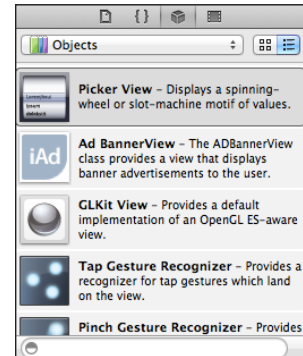 { }
Objects
Picker View – Displays a spinning-
wheel or slot-machine motif of values.
iAd
Ad BannerView – The ADBannerView
class provides a view that displays
banner advertisements to the user.
GLKit View – Provides a default
implementation of an OpenGL ES-aware
view.
Tap Gesture Recognizer – Provides a
recognizer for tap gestures which land
on the view.
Pinch Gesture Recognizer – Provides